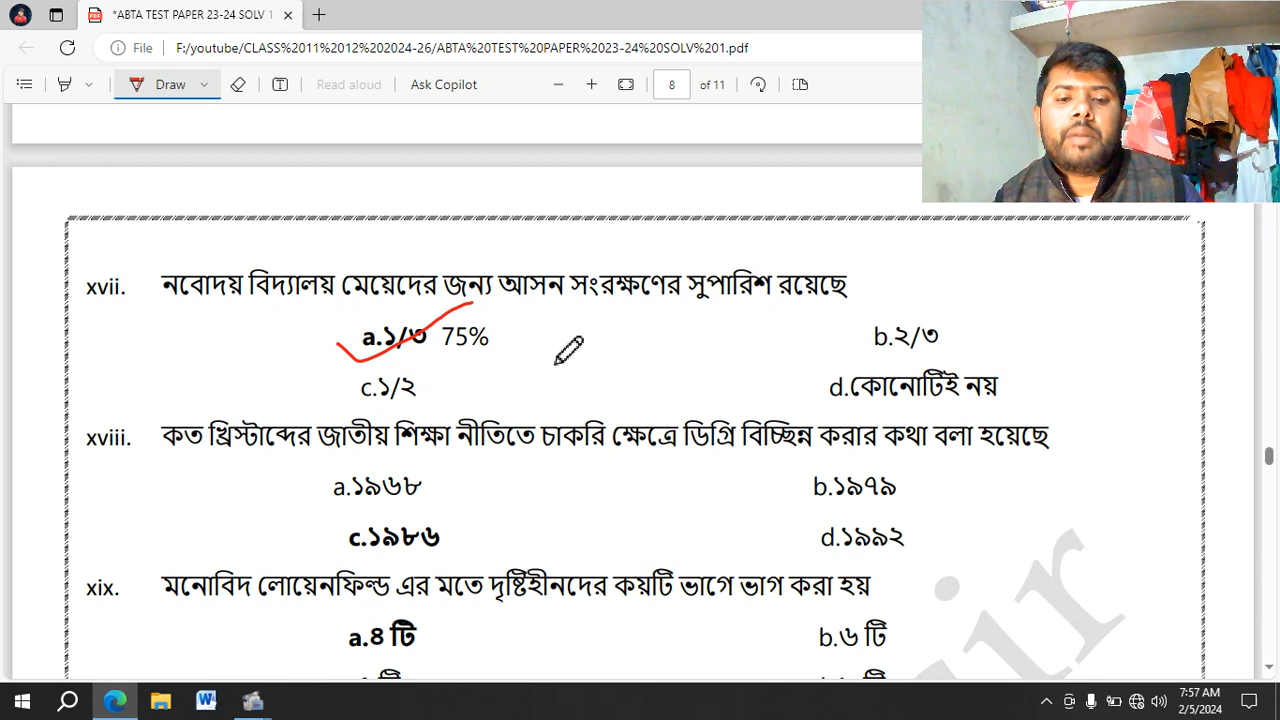 *ABTA TEST PAPER 23-24 SOLV 1
File F:/youtube/CLASS%2011%2012%202024-26/ABTA%20TEST%20PAPER%2023-24%20SOLV%201.pdf
Draw Read aloud Ask Copilot 8 of 11
xvii. নবোদয় বিদ্যালয় মেয়েদের জন্য আসন সংরক্ষণের সুপারিশ রয়েছে
a.১/৩ 75% b.২/৩
c.১/২ d.কোনোটিই নয়
xviii. কত খ্রিস্টাব্দের জাতীয় শিক্ষা নীতিতে চাকরি ক্ষেত্রে ডিগ্রি বিচ্ছিন্ন করার কথা বলা হয়েছে
a.১৯৬৮ b.১৯৭৯
c.১৯৮৬ d.১৯৯২
xix. মনোবিদ লোয়েনফিল্ড এর মতে দৃষ্টিহীনদের কয়টি ভাগে ভাগ করা হয়
a.৪ টি b.৬ টি
ir
7:57 AM
2/5/2024